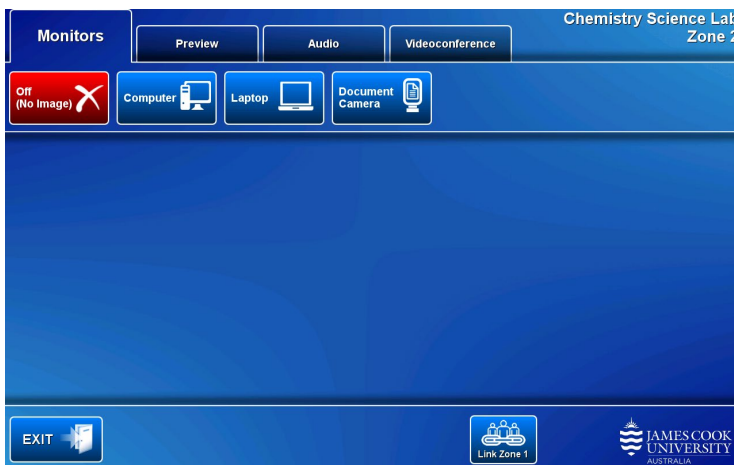 Chemistry Science Lab
Zone 2
Monitors
Preview
Audio
Videoconference
Off
(No Image)
Computer
Laptop
Document
Camera
EXIT
Link Zone 1
JAMES COOK
UNIVERSITY
AUSTRALIA